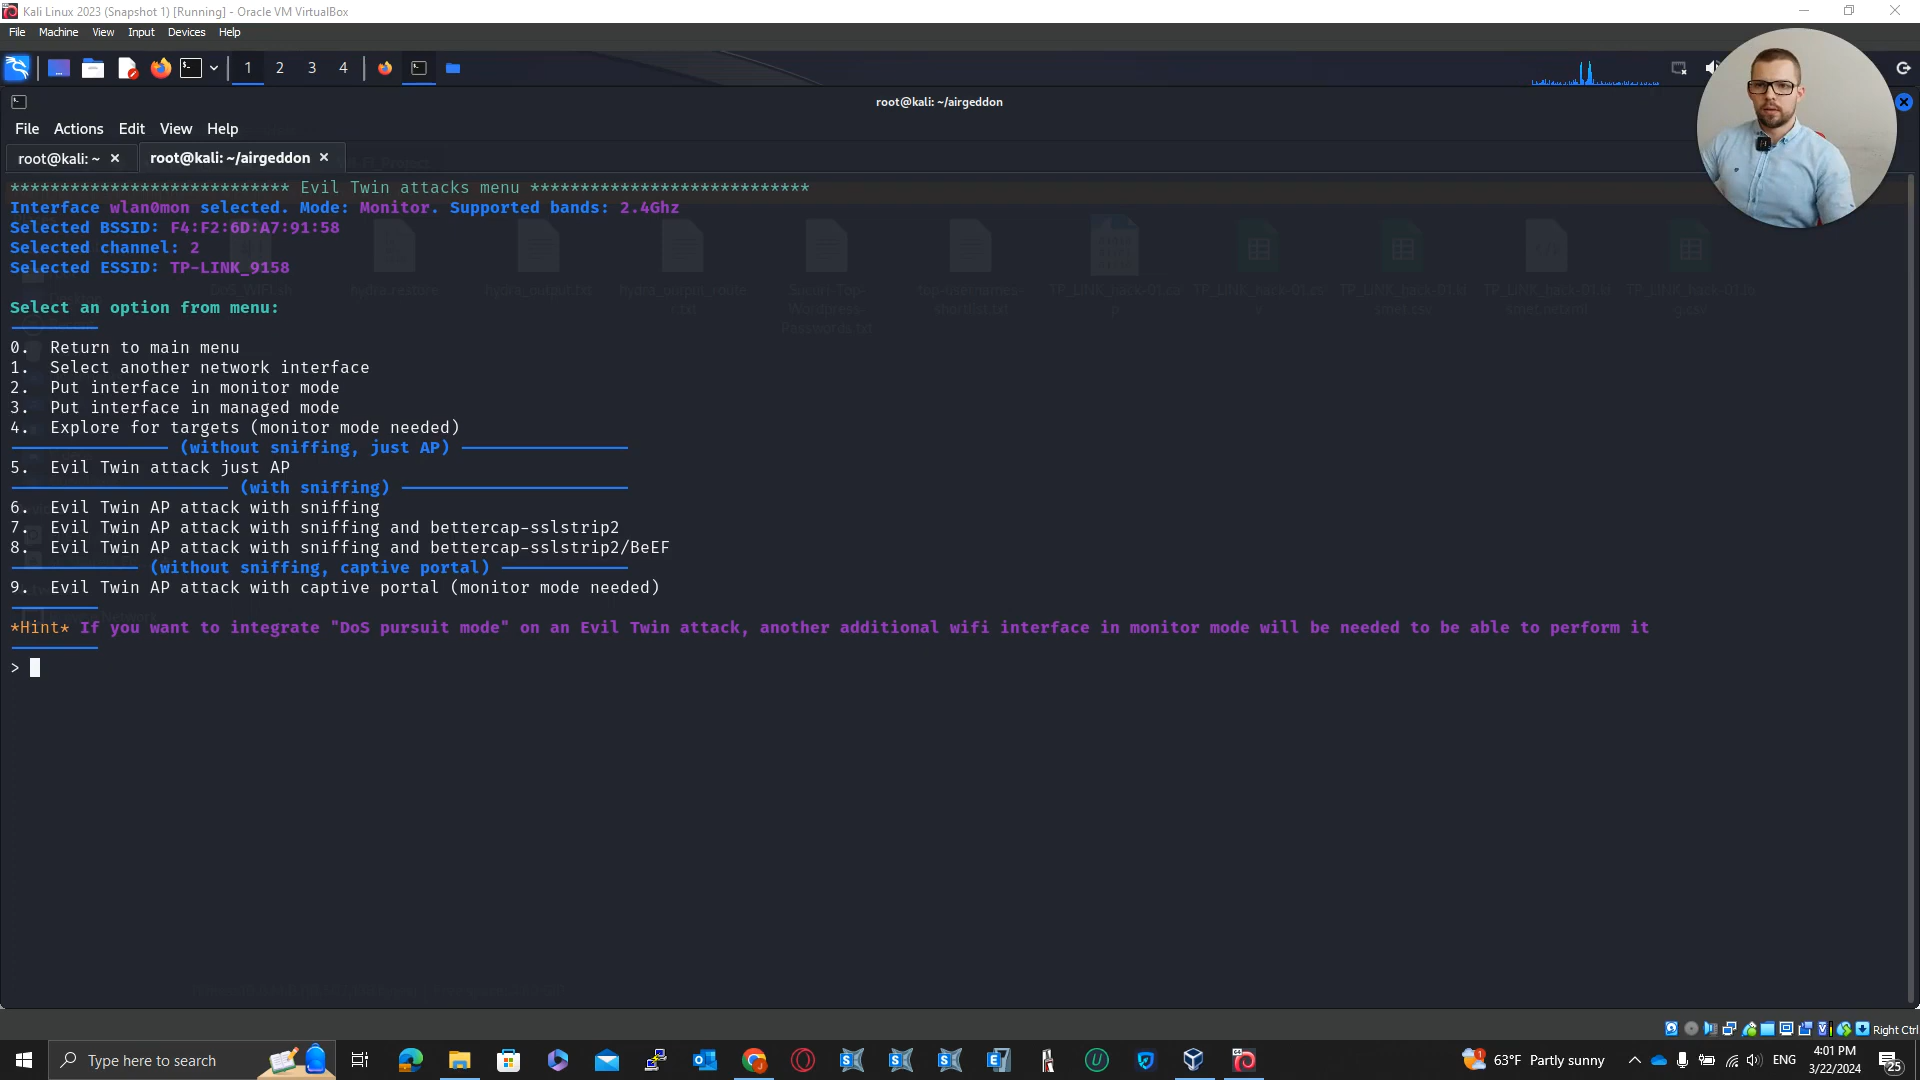 Kali Linux 2023 (Snapshot 1) [Running] - Oracle VM VirtualBox
File Machine View Input Devices Help
1 2 3 4
root@kali: ~/airgeddon
File Actions Edit View Help
root@kali: ~ × root@kali: ~/airgeddon ×
**************************** Evil Twin attacks menu ****************************
Interface wlan0mon selected. Mode: Monitor. Supported bands: 2.4Ghz
Selected BSSID: F4:F2:6D:A7:91:58
Selected channel: 2
Selected ESSID: TP-LINK_9158
Select an option from menu:
0. Return to main menu
1. Select another network interface
2. Put interface in monitor mode
3. Put interface in managed mode
4. Explore for targets (monitor mode needed)
(without sniffing, just AP)
5. Evil Twin attack just AP
(with sniffing)
6. Evil Twin AP attack with sniffing
7. Evil Twin AP attack with sniffing and bettercap-sslstrip2
8. Evil Twin AP attack with sniffing and bettercap-sslstrip2/BeEF
(without sniffing, captive portal)
9. Evil Twin AP attack with captive portal (monitor mode needed)
*Hint* If you want to integrate "DoS pursuit mode" on an Evil Twin attack, another additional wifi interface in monitor mode will be needed to be able to perform it
>
Right Ctrl
Type here to search
63°F Partly sunny
ENG
4:01 PM
3/22/2024
25